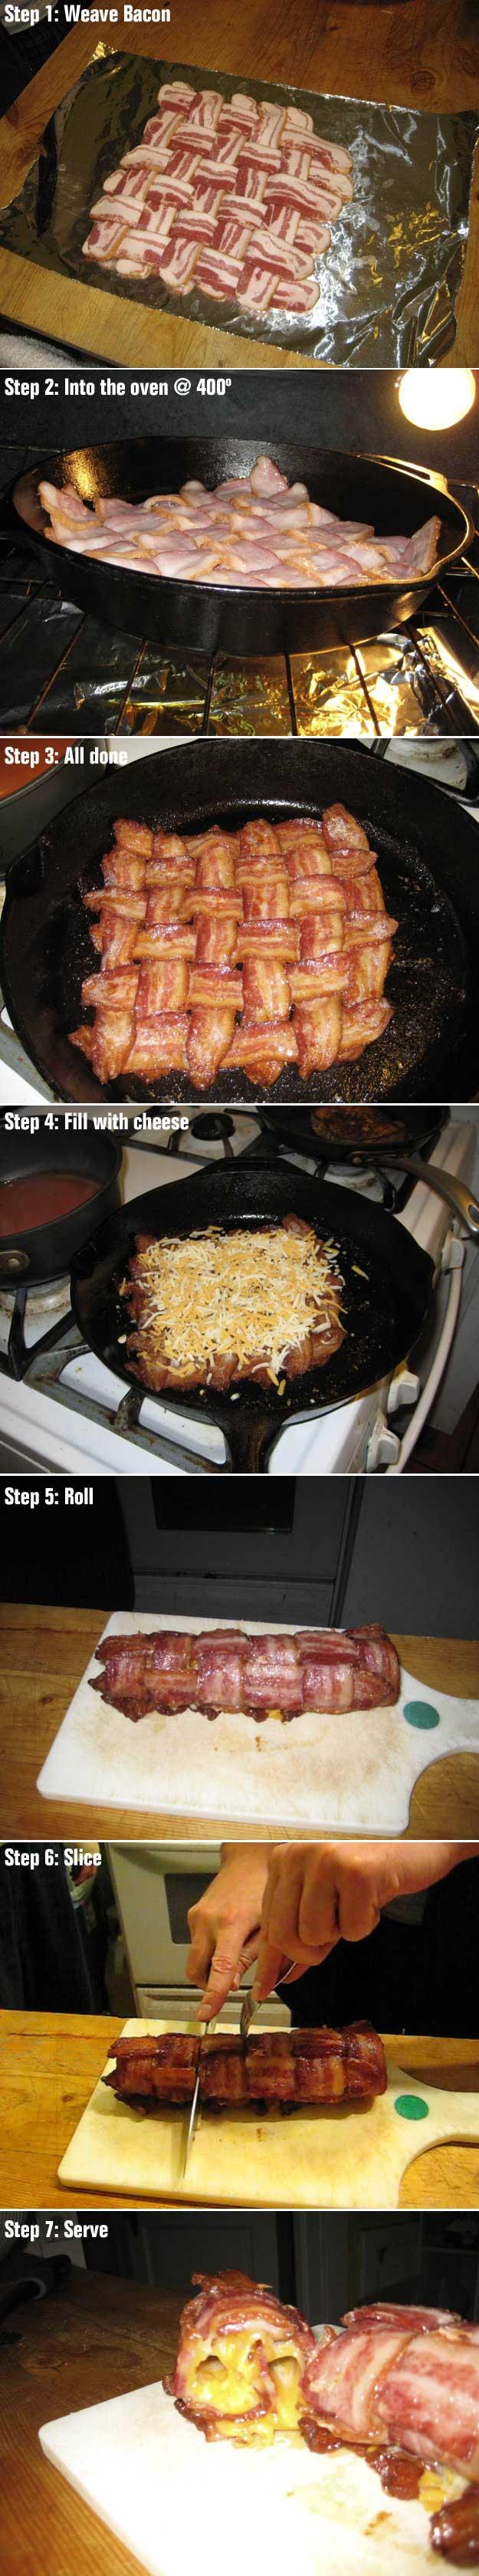 Step 1: Weave Bacon
Step 2: Into the oven @ 400º
Step 3: All done
Step 4: Fill with cheese
Step 5: Roll
Step 6: Slice
Step 7: Serve